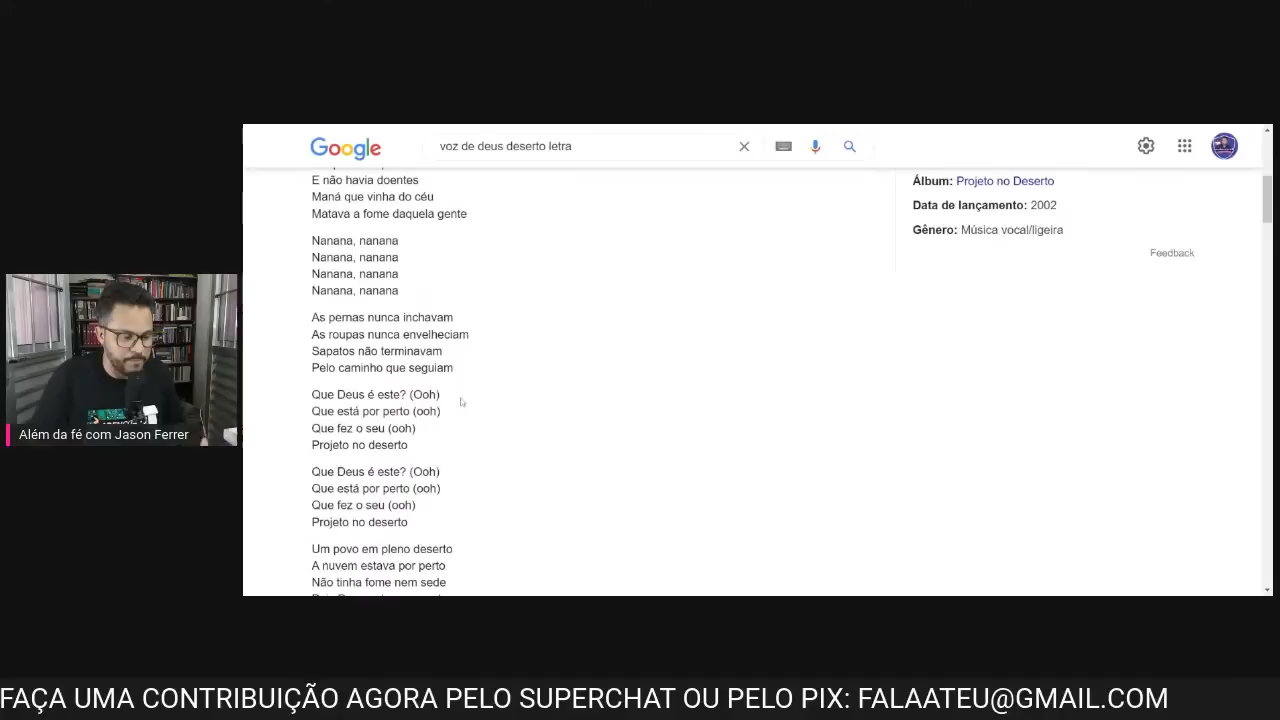 Google
voz de deus deserto letra
E não havia doentes
Maná que vinha do céu
Matava a fome daquela gente
Nanana, nanana
Nanana, nanana
Nanana, nanana
Nanana, nanana
As pernas nunca inchavam
As roupas nunca envelheciam
Sapatos não terminavam
Pelo caminho que seguiam
Que Deus é este? (Ooh)
Que está por perto (ooh)
Que fez o seu (ooh)
Projeto no deserto
Que Deus é este? (Ooh)
Que está por perto (ooh)
Que fez o seu (ooh)
Projeto no deserto
Um povo em pleno deserto
A nuvem estava por perto
Não tinha fome nem sede
Álbum: Projeto no Deserto
Data de lançamento: 2002
Gênero: Música vocal/ligeira
Feedback
Além da fé com Jason Ferrer
FAÇA UMA CONTRIBUIÇÃO AGORA PELO SUPERCHAT OU PELO PIX: FALAATEU@GMAIL.COM